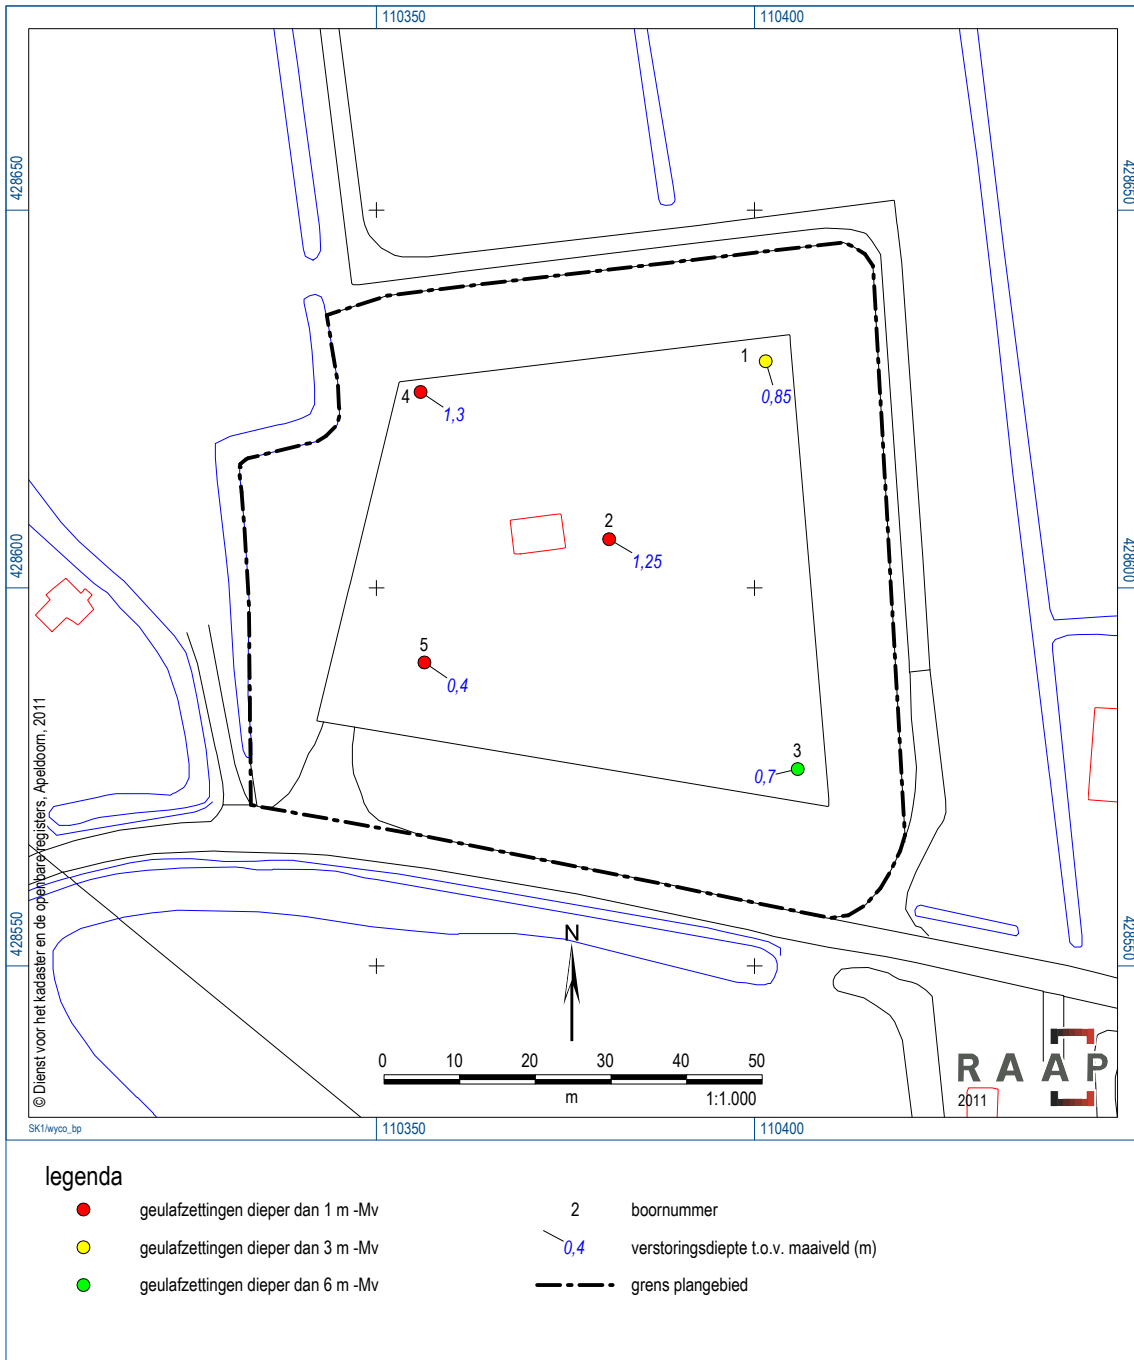 110350
110400
428650
428650
1
0,85
4
1,3
2
1,25
428600
428600
5
0,4
3
0,7
© Dienst voor het kadaster en de openbare registers, Apeldoorn, 2011
428550
428550
N
0 10 20 30 40 50
m 1:1.000
RAAP
2011
SK1/wyco_bp
110350
110400
legenda
geulafzettingen dieper dan 1 m -Mv
geulafzettingen dieper dan 3 m -Mv
geulafzettingen dieper dan 6 m -Mv
2 boornummer
0,4 verstoringsdiepte t.o.v. maaiveld (m)
grens plangebied